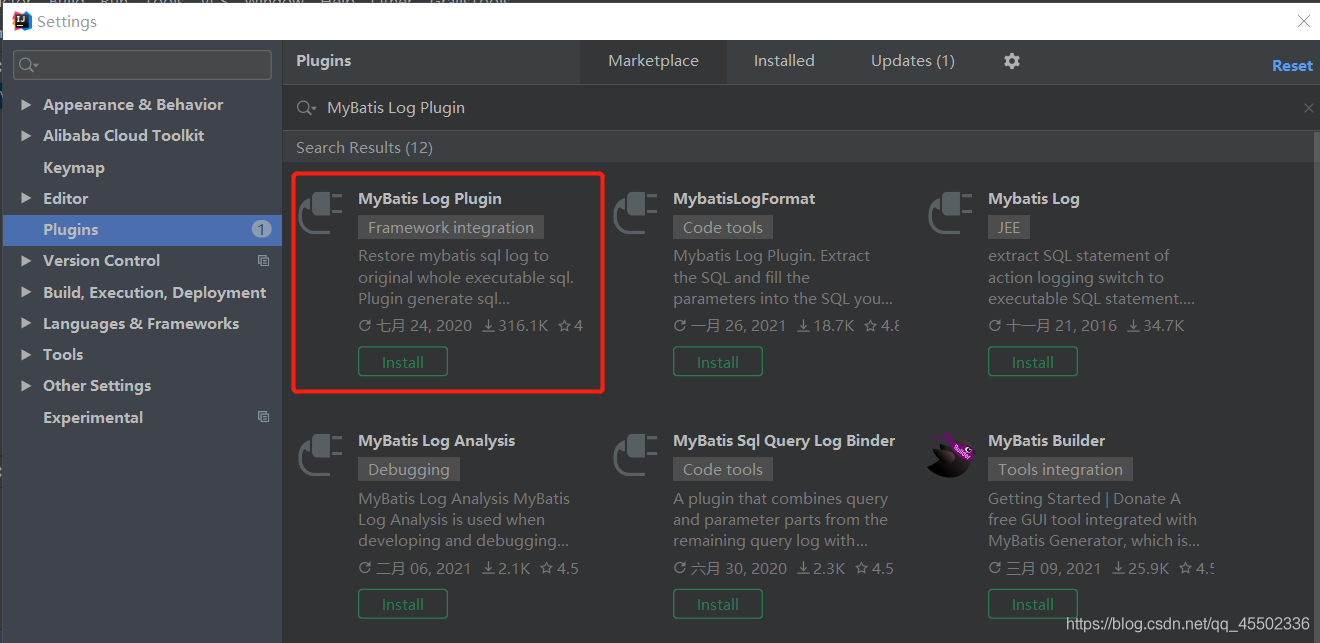 Settings
Plugins
Marketplace
Installed
Updates (1)
Reset
Appearance & Behavior
Alibaba Cloud Toolkit
Keymap
Editor
Plugins 1
Version Control
Build, Execution, Deployment
Languages & Frameworks
Tools
Other Settings
Experimental
MyBatis Log Plugin
Search Results (12)
MyBatis Log Plugin
Framework integration
Restore mybatis sql log to
original whole executable sql.
Plugin generate sql...
七月 24, 2020 316.1K 4
Install
MybatisLogFormat
Code tools
Mybatis Log Plugin. Extract
the SQL and fill the
parameters into the SQL you...
一月 26, 2021 18.7K 4.8
Install
Mybatis Log
JEE
extract SQL statement of
action logging switch to
executable SQL statement....
十一月 21, 2016 34.7K
Install
MyBatis Log Analysis
Debugging
MyBatis Log Analysis MyBatis
Log Analysis is used when
developing and debugging...
二月 06, 2021 2.1K 4.5
Install
MyBatis Sql Query Log Binder
Code tools
A plugin that combines query
and parameter parts from the
remaining query log with...
六月 30, 2020 2.3K 4.5
Install
Builder
MyBatis Builder
Tools integration
Getting Started | Donate A
free GUI tool integrated with
MyBatis Generator, which is...
三月 09, 2021 25.9K 4.5
Install
https://blog.csdn.net/qq_45502336